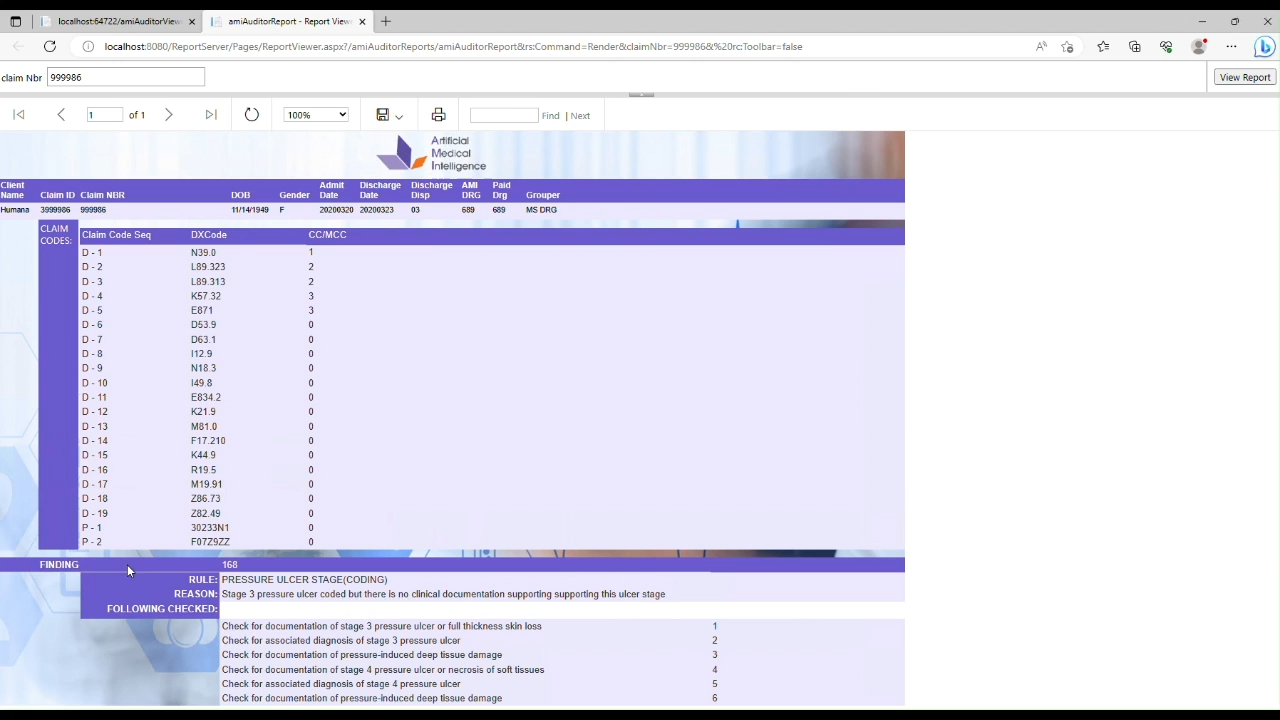 localhost:64722/amiAuditorView
amiAuditorReport - Report View
localhost:8080/ReportServer/Pages/ReportViewer.aspx?/amiAuditorReports/amiAuditorReport&rs:Command=Render&claimNbr=999986&%20rc:Toolbar=false
claim Nbr 999986 View Report
1 of 1 100% Find | Next
Artificial
Medical
Intelligence
Client Name Claim ID Claim NBR DOB Gender Admit Date Discharge Date Discharge Disp AMI DRG Paid Drg Grouper
Humana 3999986 999986 11/14/1949 F 20200320 20200323 03 689 689 MS DRG
CLAIM CODES: Claim Code Seq DXCode CC/MCC
D - 1 N39.0 1
D - 2 L89.323 2
D - 3 L89.313 2
D - 4 K57.32 3
D - 5 E871 3
D - 6 D53.9 0
D - 7 D63.1 0
D - 8 I12.9 0
D - 9 N18.3 0
D - 10 I49.8 0
D - 11 E834.2 0
D - 12 K21.9 0
D - 13 M81.0 0
D - 14 F17.210 0
D - 15 K44.9 0
D - 16 R19.5 0
D - 17 M19.91 0
D - 18 Z86.73 0
D - 19 Z82.49 0
P - 1 30233N1 0
P - 2 F07Z9ZZ 0
FINDING 168
RULE: PRESSURE ULCER STAGE(CODING)
REASON: Stage 3 pressure ulcer coded but there is no clinical documentation supporting supporting this ulcer stage
FOLLOWING CHECKED:
Check for documentation of stage 3 pressure ulcer or full thickness skin loss 1
Check for associated diagnosis of stage 3 pressure ulcer 2
Check for documentation of pressure-induced deep tissue damage 3
Check for documentation of stage 4 pressure ulcer or necrosis of soft tissues 4
Check for associated diagnosis of stage 4 pressure ulcer 5
Check for documentation of pressure-induced deep tissue damage 6